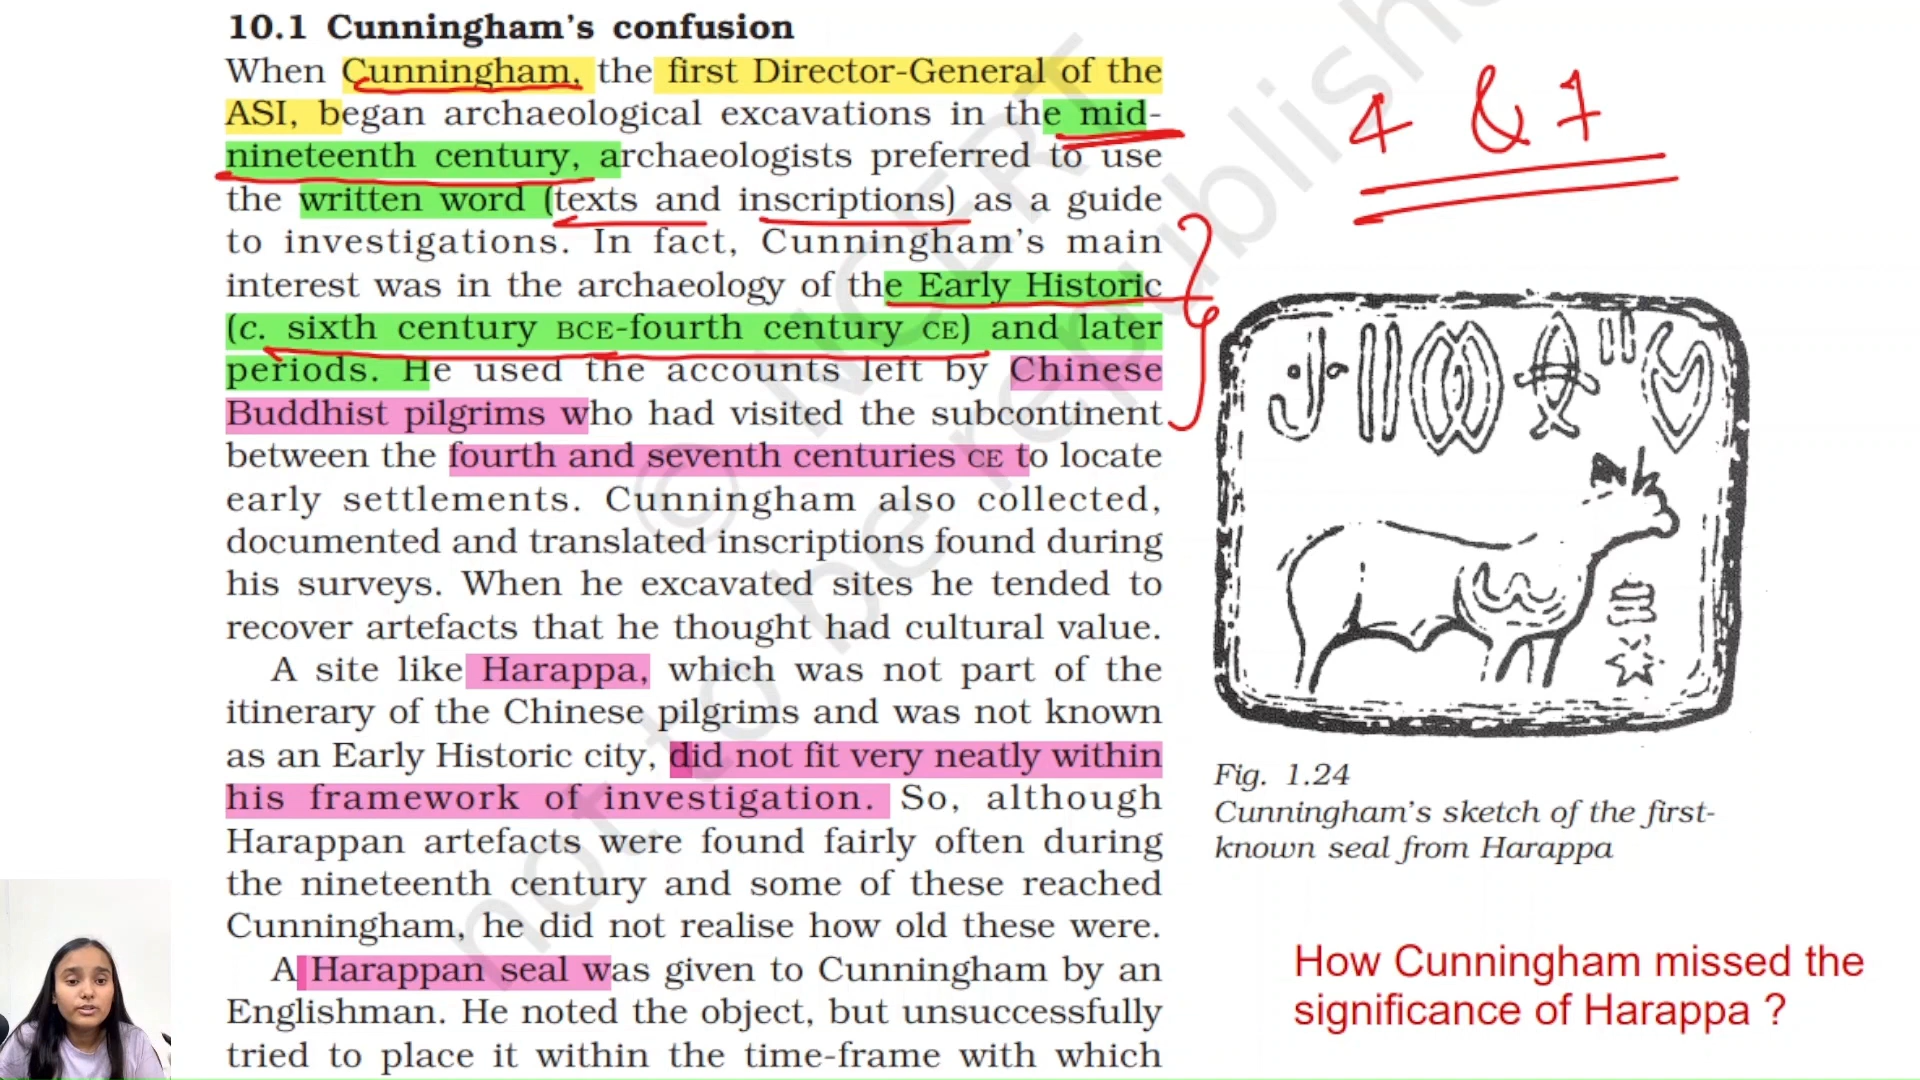 10.1 Cunningham's confusion
When Cunningham, the first Director-General of the
ASI, began archaeological excavations in the mid-
nineteenth century, archaeologists preferred to use
the written word (texts and inscriptions) as a guide
to investigations. In fact, Cunningham's main
interest was in the archaeology of the Early Historic
(c. sixth century BCE-fourth century CE) and later
periods. He used the accounts left by Chinese
Buddhist pilgrims who had visited the subcontinent
between the fourth and seventh centuries CE to locate
early settlements. Cunningham also collected,
documented and translated inscriptions found during
his surveys. When he excavated sites he tended to
recover artefacts that he thought had cultural value.
A site like Harappa, which was not part of the
itinerary of the Chinese pilgrims and was not known
as an Early Historic city, did not fit very neatly within
his framework of investigation. So, although
Harappan artefacts were found fairly often during
the nineteenth century and some of these reached
Cunningham, he did not realise how old these were.
A Harappan seal was given to Cunningham by an
Englishman. He noted the object, but unsuccessfully
tried to place it within the time-frame with which
4 & 7
Fig. 1.24
Cunningham's sketch of the first-
known seal from Harappa
How Cunningham missed the
significance of Harappa ?
© NCERT
not to be republishe